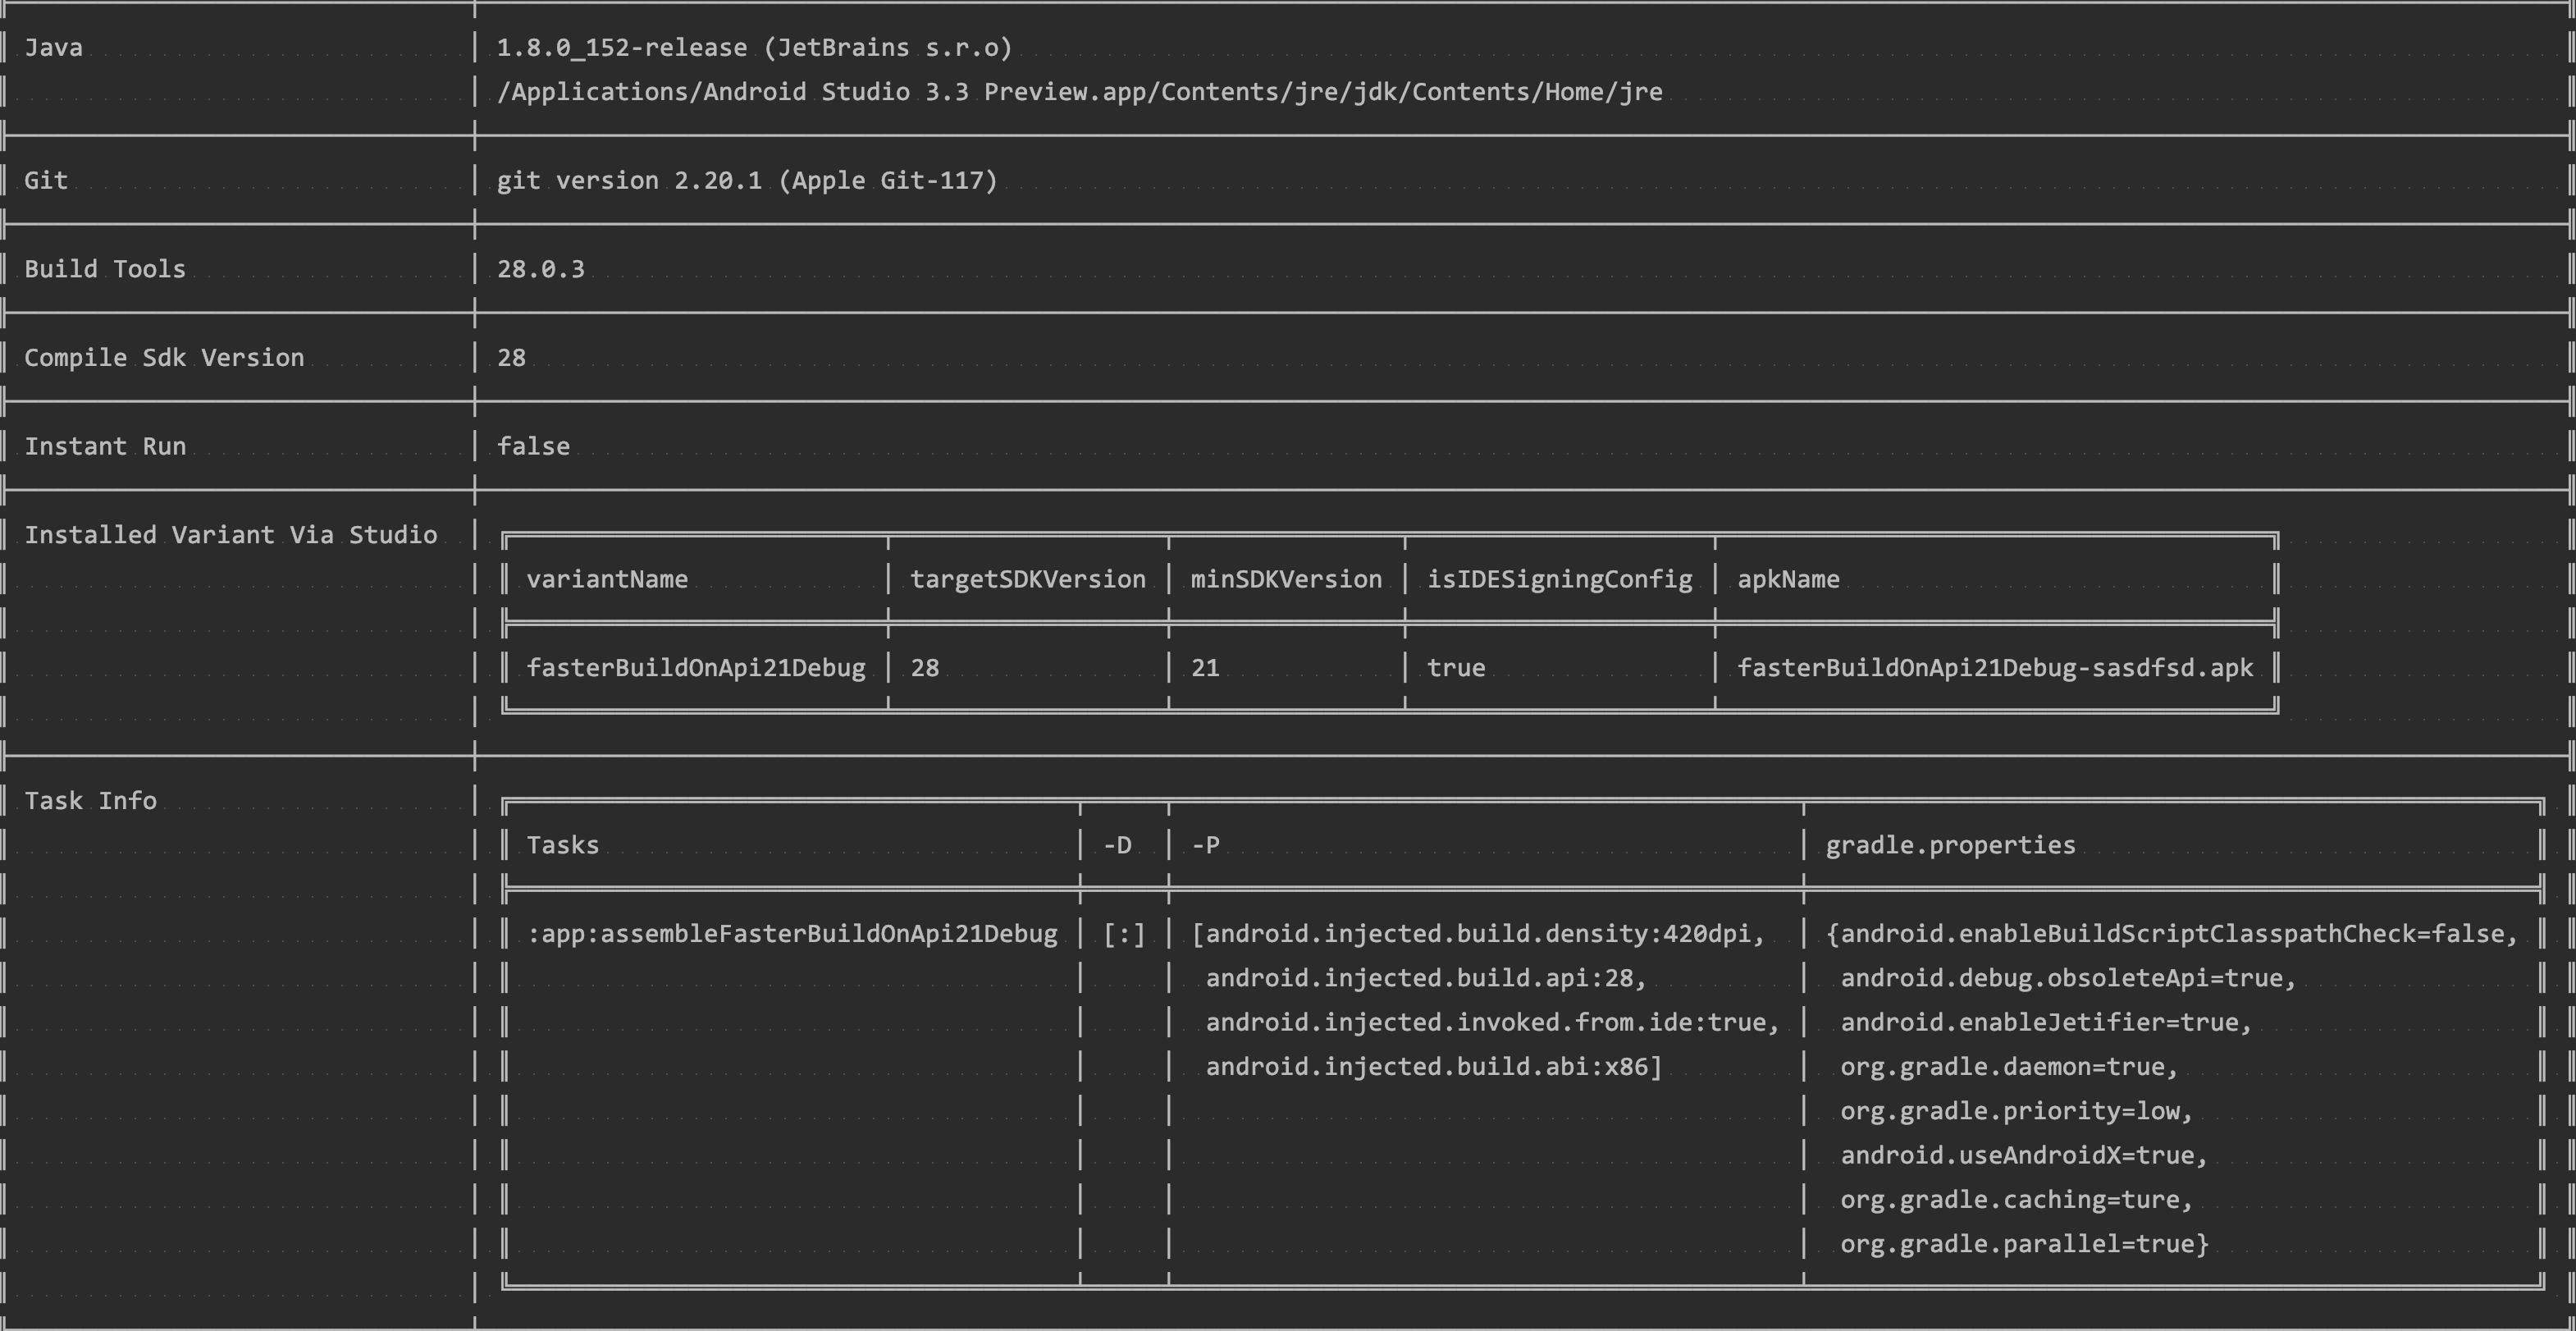 Java 1.8.0_152-release (JetBrains s.r.o)
/Applications/Android Studio 3.3 Preview.app/Contents/jre/jdk/Contents/Home/jre
Git git version 2.20.1 (Apple Git-117)
Build Tools 28.0.3
Compile Sdk Version 28
Instant Run false
Installed Variant Via Studio
variantName targetSDKVersion minSDKVersion isIDESigningConfig apkName
fasterBuildOnApi21Debug 28 21 true fasterBuildOnApi21Debug-sasdfsd.apk
Task Info
Tasks -D -P gradle.properties
:app:assembleFasterBuildOnApi21Debug [:] [android.injected.build.density:420dpi, {android.enableBuildScriptClasspathCheck=false,
android.injected.build.api:28, android.debug.obsoleteApi=true,
android.injected.invoked.from.ide:true, android.enableJetifier=true,
android.injected.build.abi:x86] org.gradle.daemon=true,
org.gradle.priority=low,
android.useAndroidX=true,
org.gradle.caching=ture,
org.gradle.parallel=true}